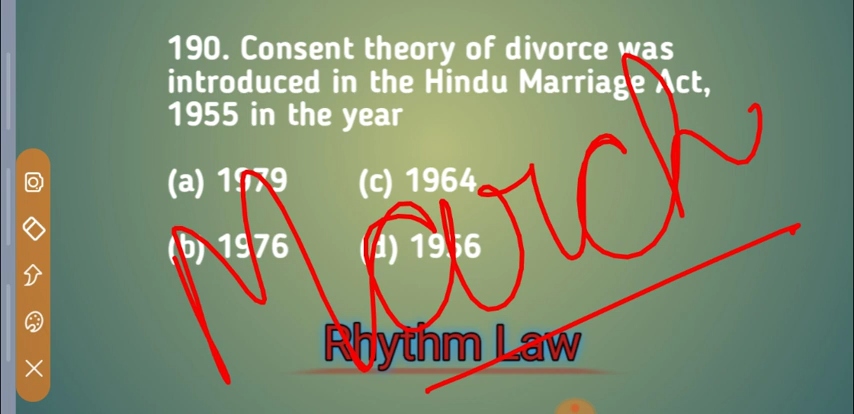 190. Consent theory of divorce was
introduced in the Hindu Marriage Act,
1955 in the year
(a) 1979 (c) 1964
(b) 1976 (d) 1956
March
Rhythm Law